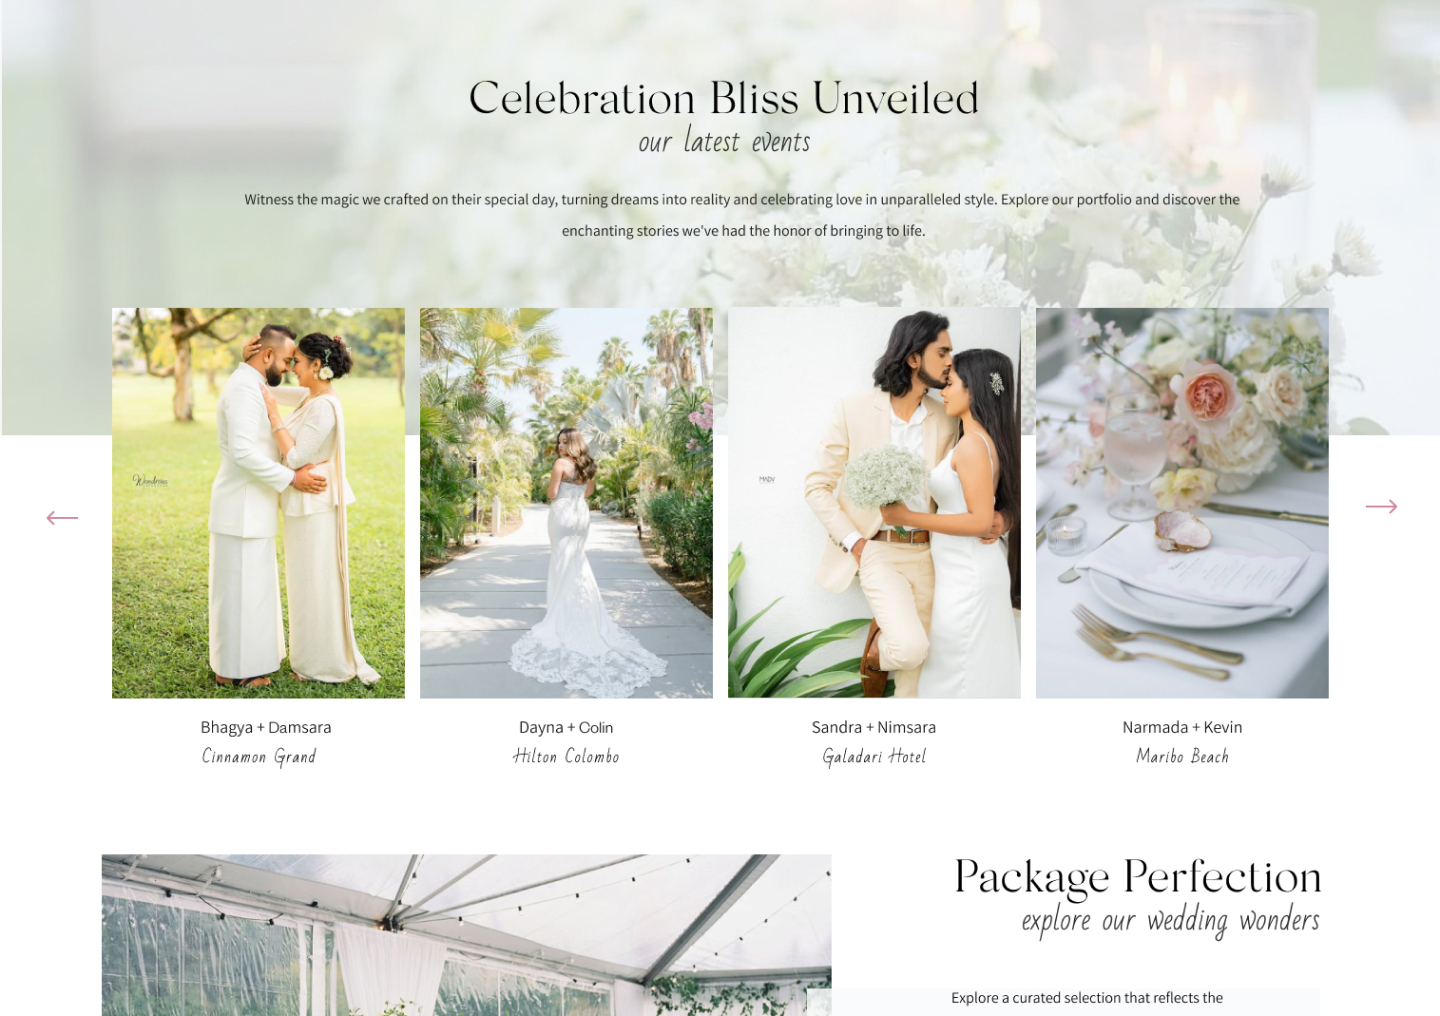 Celebration Bliss Unveiled
our latest events
Witness the magic we crafted on their special day, turning dreams into reality and celebrating love in unparalleled style. Explore our portfolio and discover the
enchanting stories we've had the honor of bringing to life.
Wondrous
Bhagya + Damsara
Cinnamon Grand
Dayna + Colin
Hilton Colombo
Sandra + Nimsara
Galadari Hotel
Narmada + Kevin
Maribo Beach
Package Perfection
explore our wedding wonders
Explore a curated selection that reflects the